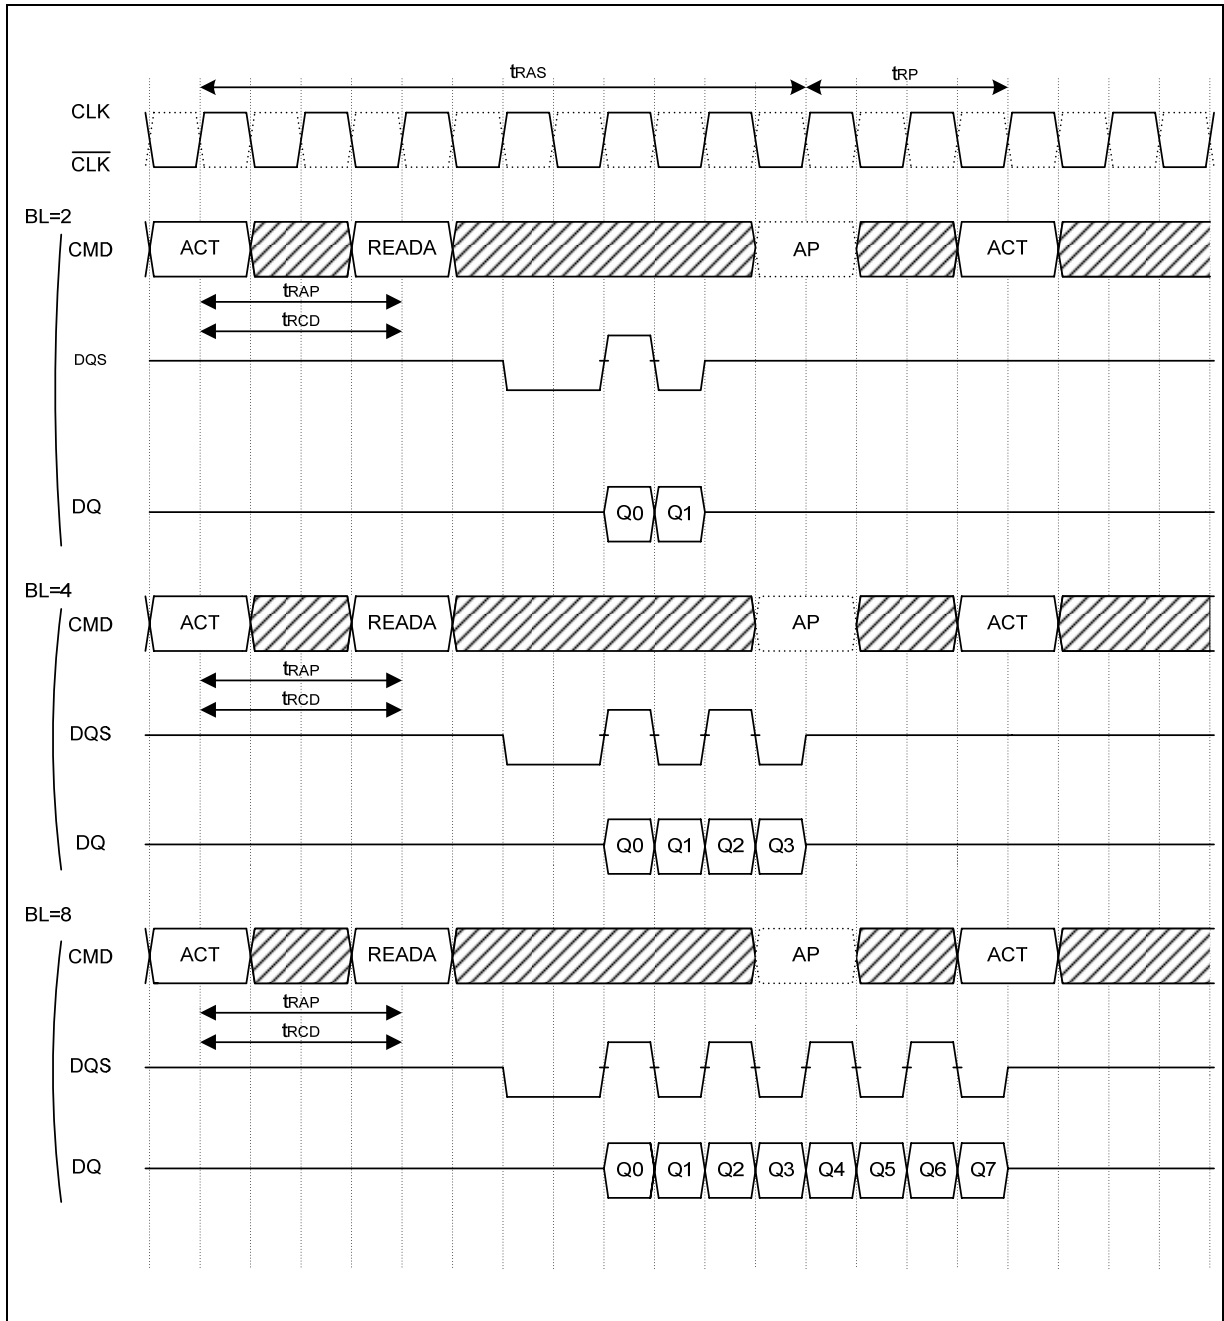 tRAS tRP
CLK
CLK
BL=2
CMD ACT READA AP ACT
tRAP
tRCD
DQS
DQ Q0 Q1
BL=4
CMD ACT READA AP ACT
tRAP
tRCD
DQS
DQ Q0 Q1 Q2 Q3
BL=8
CMD ACT READA AP ACT
tRAP
tRCD
DQS
DQ Q0 Q1 Q2 Q3 Q4 Q5 Q6 Q7